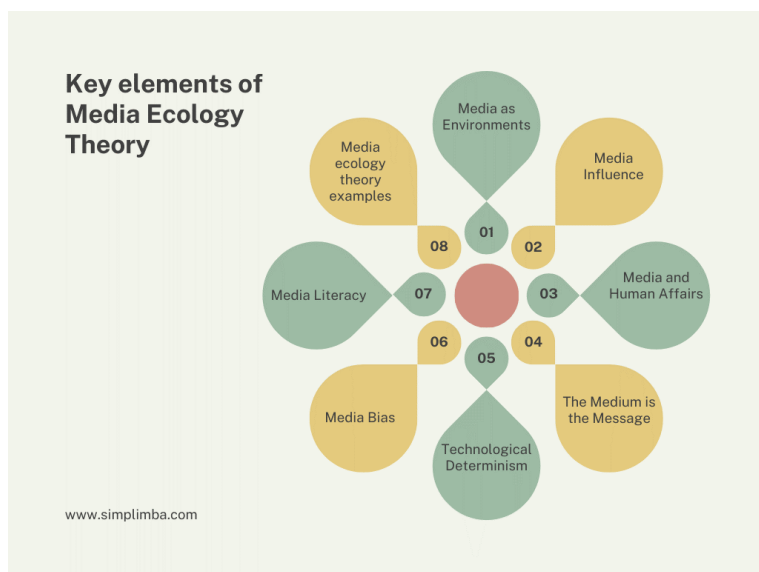 Key elements of
Media Ecology
Theory
Media as
Environments
01
Media
Influence
02
Media and
Human Affairs
03
The Medium is
the Message
04
Technological
Determinism
05
Media Bias
06
Media Literacy
07
Media
ecology
theory
examples
08
www.simplimba.com